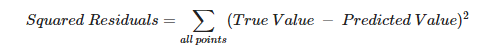 Squared Residuals = ∑ (True Value − Predicted Value)²
all points